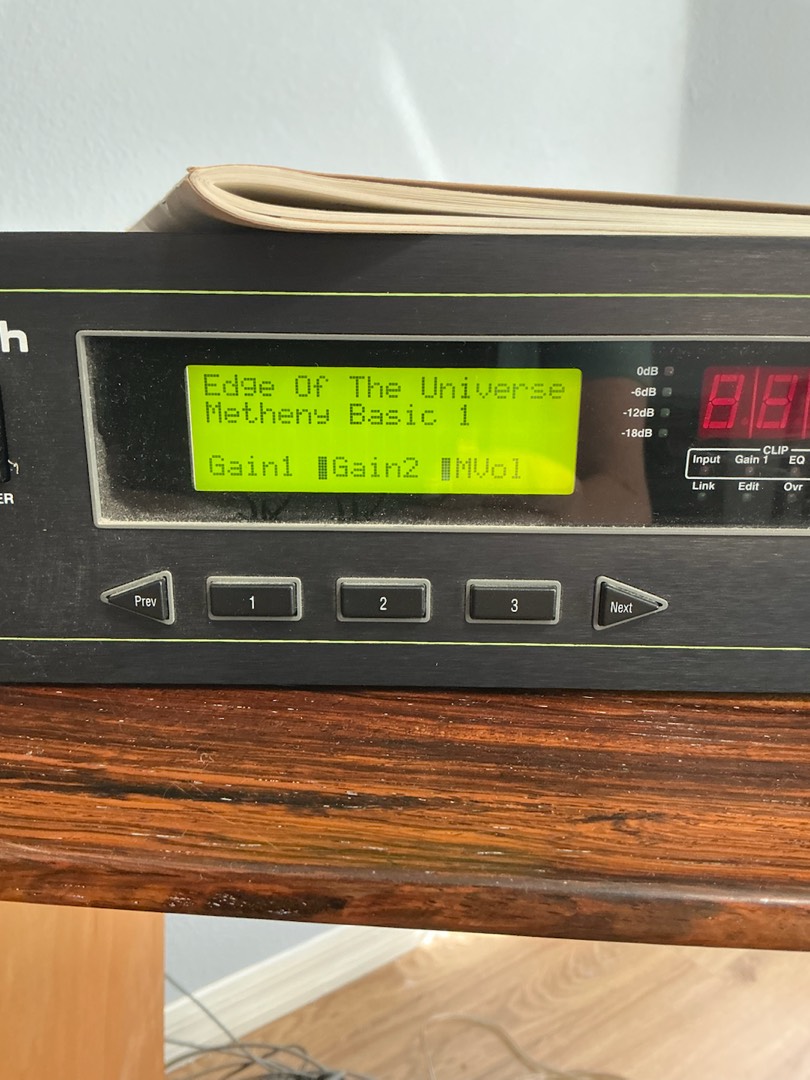 h
Edge Of The Universe
Metheny Basic 1
Gain1 Gain2 MVol
0dB
-6dB
-12dB
-18dB
CLIP
Input Gain 1 EQ
Link Edit Ovr
ER
Prev 1 2 3 Next